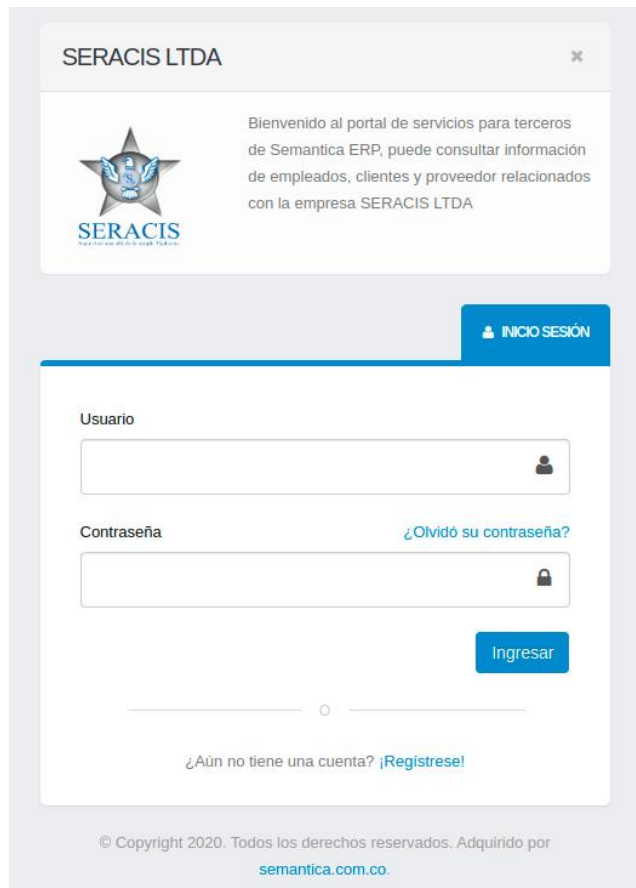 SERACIS LTDA
Bienvenido al portal de servicios para terceros
de Semantica ERP, puede consultar información
de empleados, clientes y proveedor relacionados
con la empresa SERACIS LTDA
S
SERACIS
INICIO SESIÓN
Usuario
Contraseña ¿Olvidó su contraseña?
Ingresar
O
¿Aún no tiene una cuenta? ¡Regístrese!
© Copyright 2020. Todos los derechos reservados. Adquirido por
semantica.com.co.